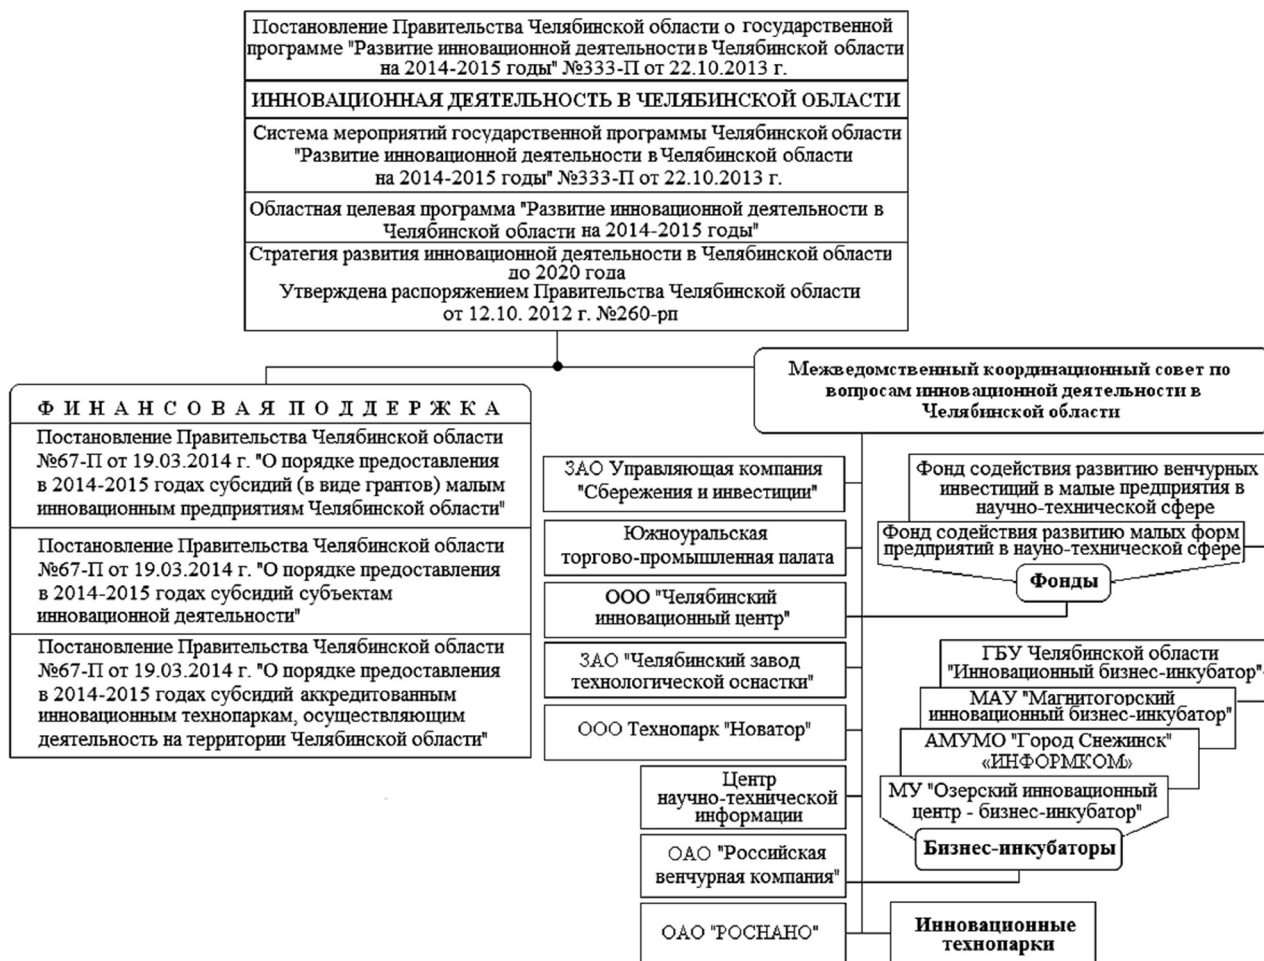 Постановление Правительства Челябинской области о государственной
программе "Развитие инновационной деятельности в Челябинской области
на 2014-2015 годы" №333-П от 22.10.2013 г.
ИННОВАЦИОННАЯ ДЕЯТЕЛЬНОСТЬ В ЧЕЛЯБИНСКОЙ ОБЛАСТИ
Система мероприятий государственной программы Челябинской области
"Развитие инновационной деятельности в Челябинской области
на 2014-2015 годы" №333-П от 22.10.2013 г.
Областная целевая программа "Развитие инновационной деятельности в
Челябинской области на 2014-2015 годы"
Стратегия развития инновационной деятельности в Челябинской области
до 2020 года
Утверждена распоряжением Правительства Челябинской области
от 12.10. 2012 г. №260-рп
ФИНАНСОВАЯ ПОДДЕРЖКА
Постановление Правительства Челябинской области
№67-П от 19.03.2014 г. "О порядке предоставления
в 2014-2015 годах субсидий (в виде грантов) малым
инновационным предприятиям Челябинской области"
Постановление Правительства Челябинской области
№67-П от 19.03.2014 г. "О порядке предоставления
в 2014-2015 годах субсидий субъектам
инновационной деятельности"
Постановление Правительства Челябинской области
№67-П от 19.03.2014 г. "О порядке предоставления
в 2014-2015 годах субсидий аккредитованным
инновационным технопаркам, осуществляющим
деятельность на территории Челябинской области"
Межведомственный координационный совет по
вопросам инновационной деятельности в
Челябинской области
ЗАО Управляющая компания
"Сбережения и инвестиции"
Южноуральская
торгово-промышленная палата
ООО "Челябинский
инновационный центр"
ЗАО "Челябинский завод
технологической оснастки"
ООО Технопарк "Новатор"
Центр
научно-технической
информации
ОАО "Российская
венчурная компания"
ОАО "РОСНАНО"
Фонд содействия развитию венчурных
инвестиций в малые предприятия в
научно-технической сфере
Фонд содействия развитию малых форм
предприятий в науно-технической сфере
Фонды
ГБУ Челябинской области
"Инновационный бизнес-инкубатор"
МАУ "Магнитогорский
инновационный бизнес-инкубатор"
АМУМО "Город Снежинск"
«ИНФОРМКОМ»
МУ "Озерский инновационный
центр - бизнес-инкубатор"
Бизнес-инкубаторы
Инновационные
технопарки